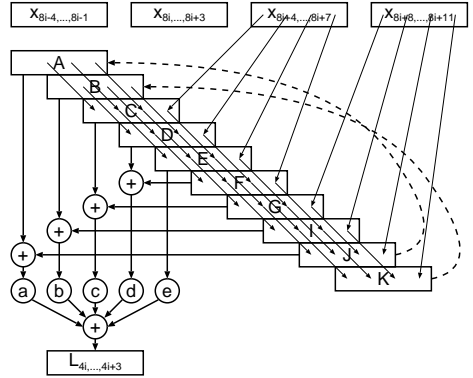 x8i-4,...,8i-1 x8i,...,8i+3 x8i+4,...,8i+7 x8i+8,...,8i+11
A
B
C
D
E
+ F
+ G
+ I
+ J
K
a b c d e
+
L4i,...,4i+3